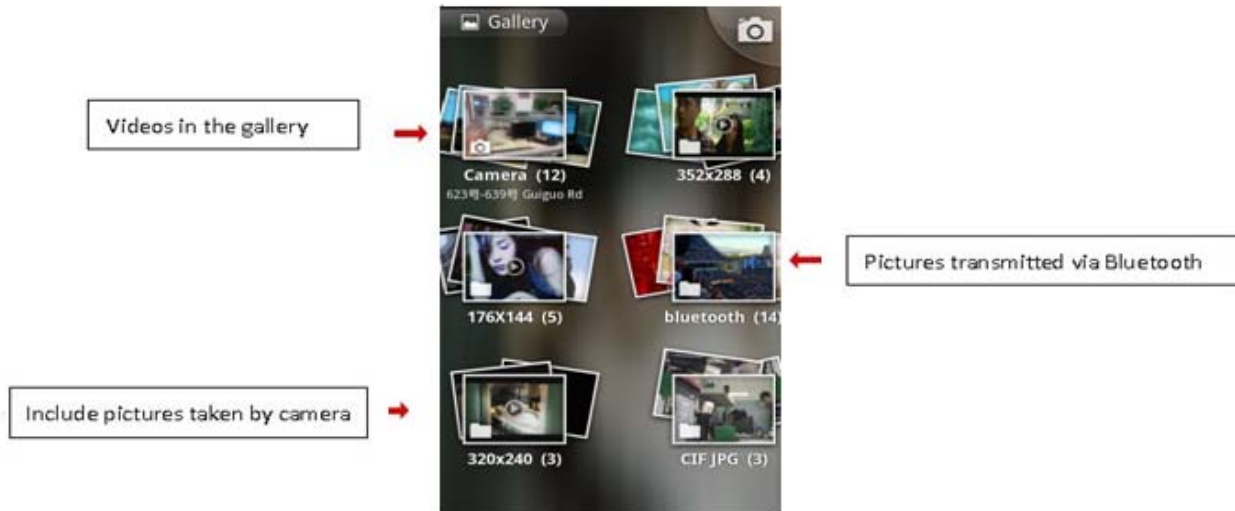 Gallery
Videos in the gallery
Camera (12)
352x288 (4)
623号-639号 Guiguo Rd
Pictures transmitted via Bluetooth
176X144 (5)
bluetooth (14)
Include pictures taken by camera
320x240 (3)
CIF JPG (3)